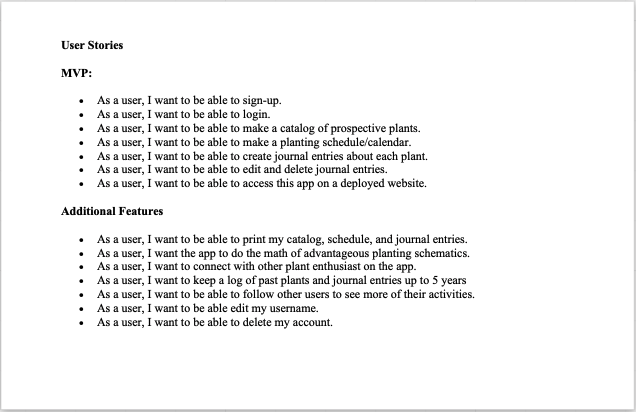 User Stories
MVP:
• As a user, I want to be able to sign-up.
• As a user, I want to be able to login.
• As a user, I want to be able to make a catalog of prospective plants.
• As a user, I want to be able to make a planting schedule/calendar.
• As a user, I want to be able to create journal entries about each plant.
• As a user, I want to be able to edit and delete journal entries.
• As a user, I want to be able to access this app on a deployed website.
Additional Features
• As a user, I want to be able to print my catalog, schedule, and journal entries.
• As a user, I want the app to do the math of advantageous planting schematics.
• As a user, I want to connect with other plant enthusiast on the app.
• As a user, I want to keep a log of past plants and journal entries up to 5 years
• As a user, I want to be able to follow other users to see more of their activities.
• As a user, I want to be able edit my username.
• As a user, I want to be able to delete my account.